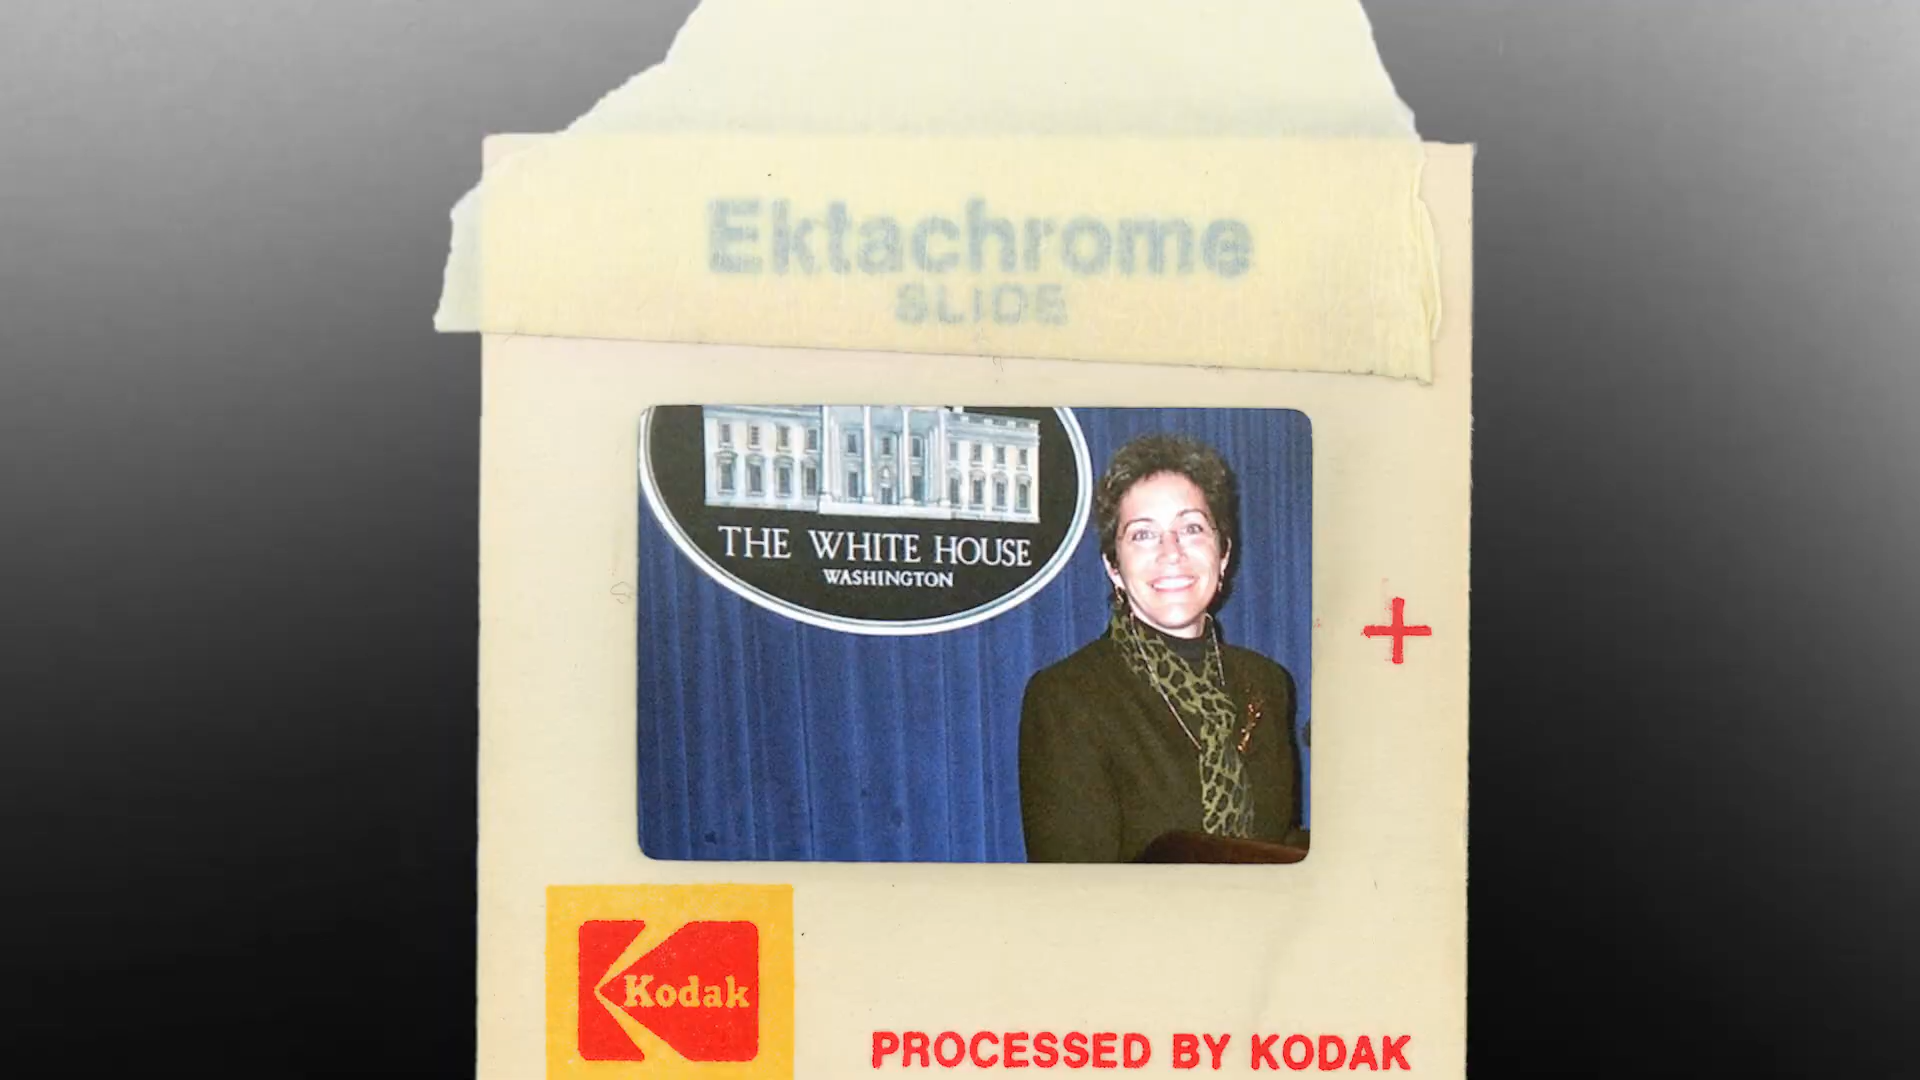 Ektachrome
SLIDE
THE WHITE HOUSE
WASHINGTON
Kodak
PROCESSED BY KODAK